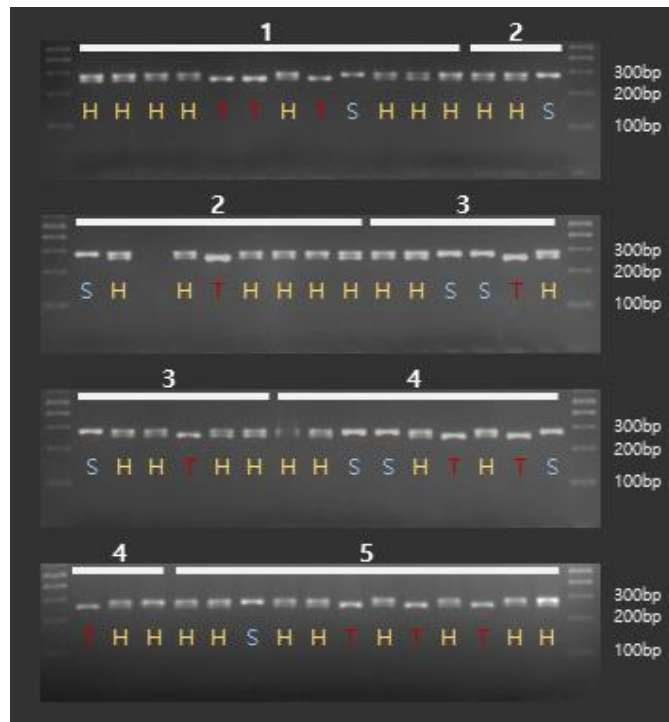 1 2
300bp
200bp
100bp
H H H H T T H T S H H H H H S
2 3
300bp
200bp
100bp
S H H T H H H H H H S S T H
3 4
300bp
200bp
100bp
S H H T H H H H S S H T H T S
4 5
300bp
200bp
100bp
T H H H H S H H T H T H T H H